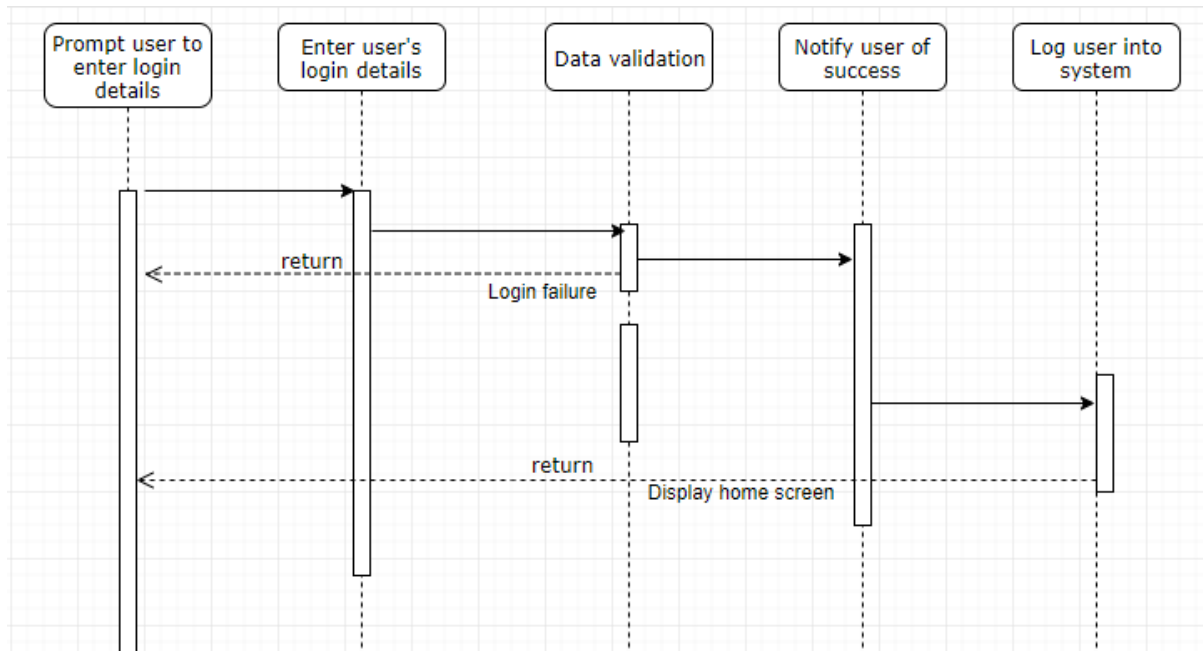 Prompt user to
enter login
details
Enter user's
login details
Data validation
Notify user of
success
Log user into
system
return
Login failure
return
Display home screen